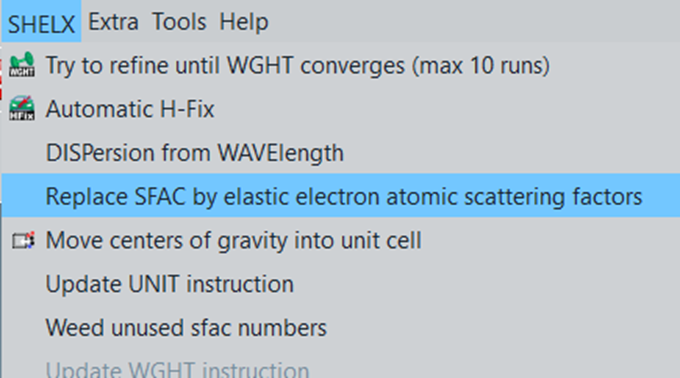 SHELX Extra Tools Help
WGHT Try to refine until WGHT converges (max 10 runs)
HFix Automatic H-Fix
DISPersion from WAVElength
Replace SFAC by elastic electron atomic scattering factors
Move centers of gravity into unit cell
Update UNIT instruction
Weed unused sfac numbers
Update WGHT instruction